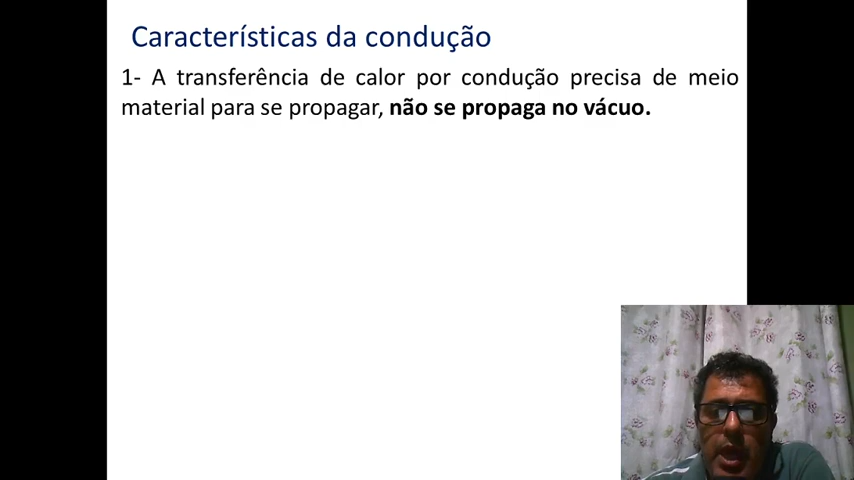 Características da condução
1- A transferência de calor por condução precisa de meio
material para se propagar, não se propaga no vácuo.